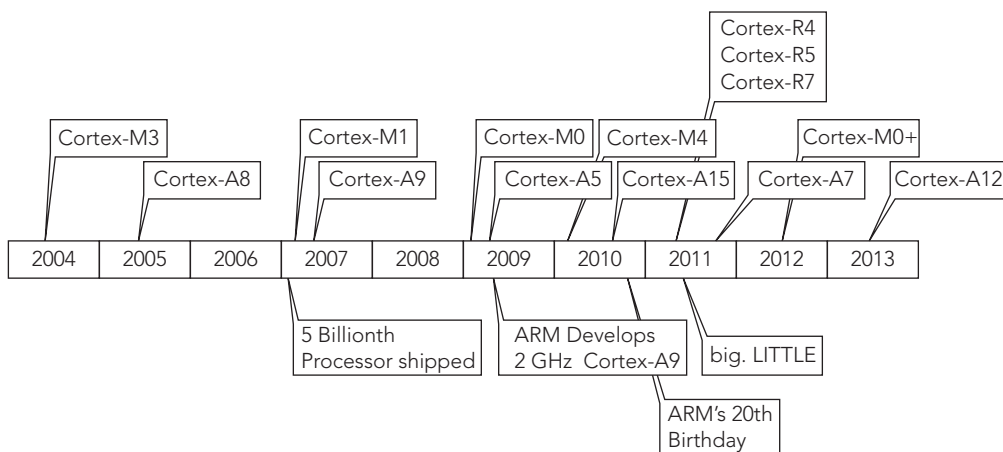 Cortex-R4
Cortex-R5
Cortex-R7
Cortex-M3
Cortex-M1
Cortex-M0
Cortex-M4
Cortex-M0+
Cortex-A8
Cortex-A9
Cortex-A5
Cortex-A15
Cortex-A7
Cortex-A12
2004
2005
2006
2007
2008
2009
2010
2011
2012
2013
5 Billionth
Processor shipped
ARM Develops
2 GHz Cortex-A9
big. LITTLE
ARM’s 20th
Birthday